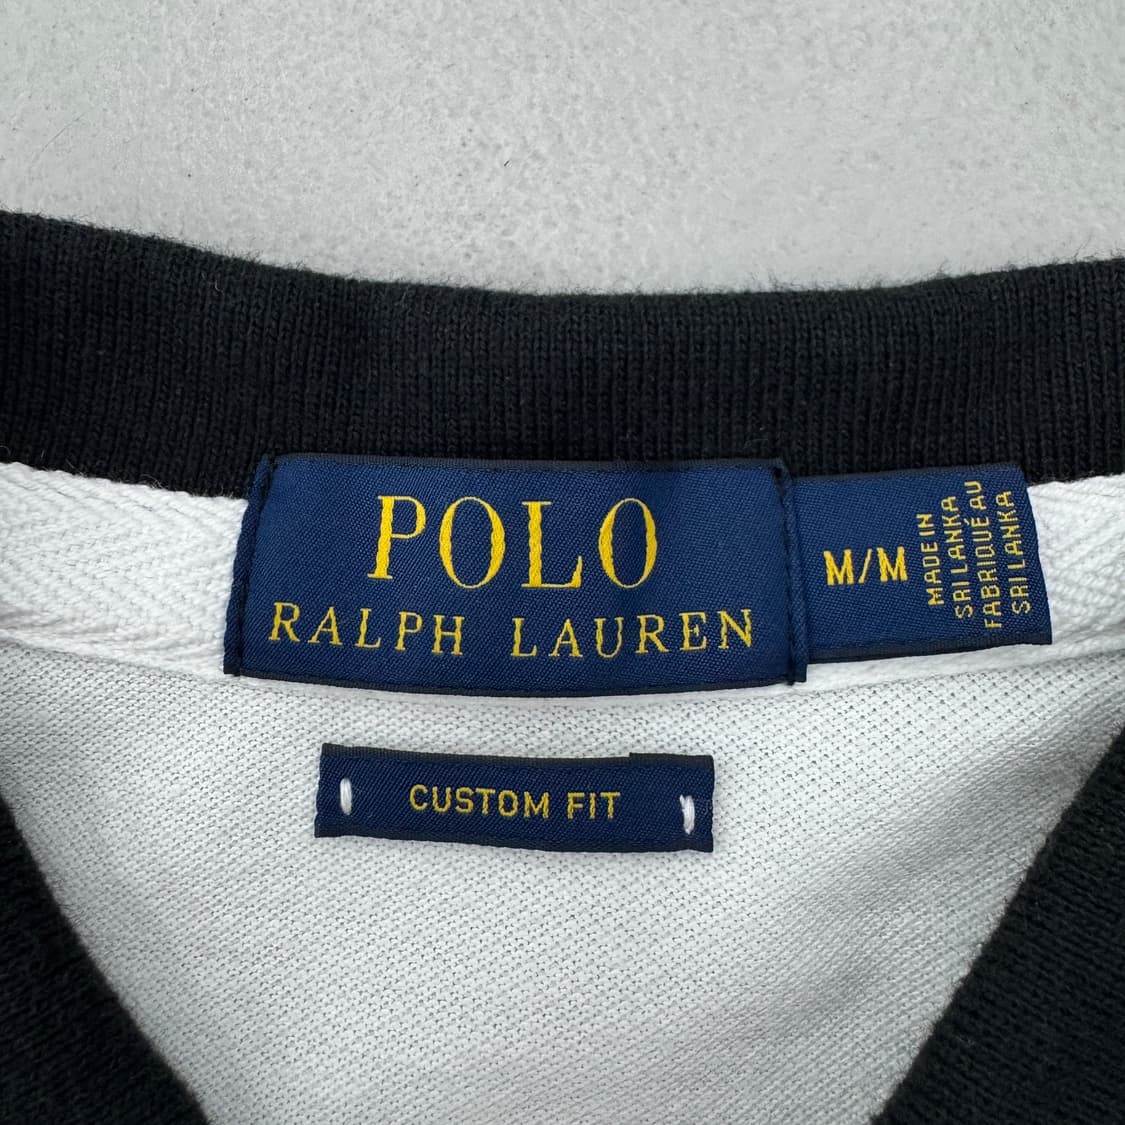 POLO
RALPH LAUREN
M/M
MADE IN
SRI LANKA
FABRIQUÉ AU
SRI LANKA
CUSTOM FIT